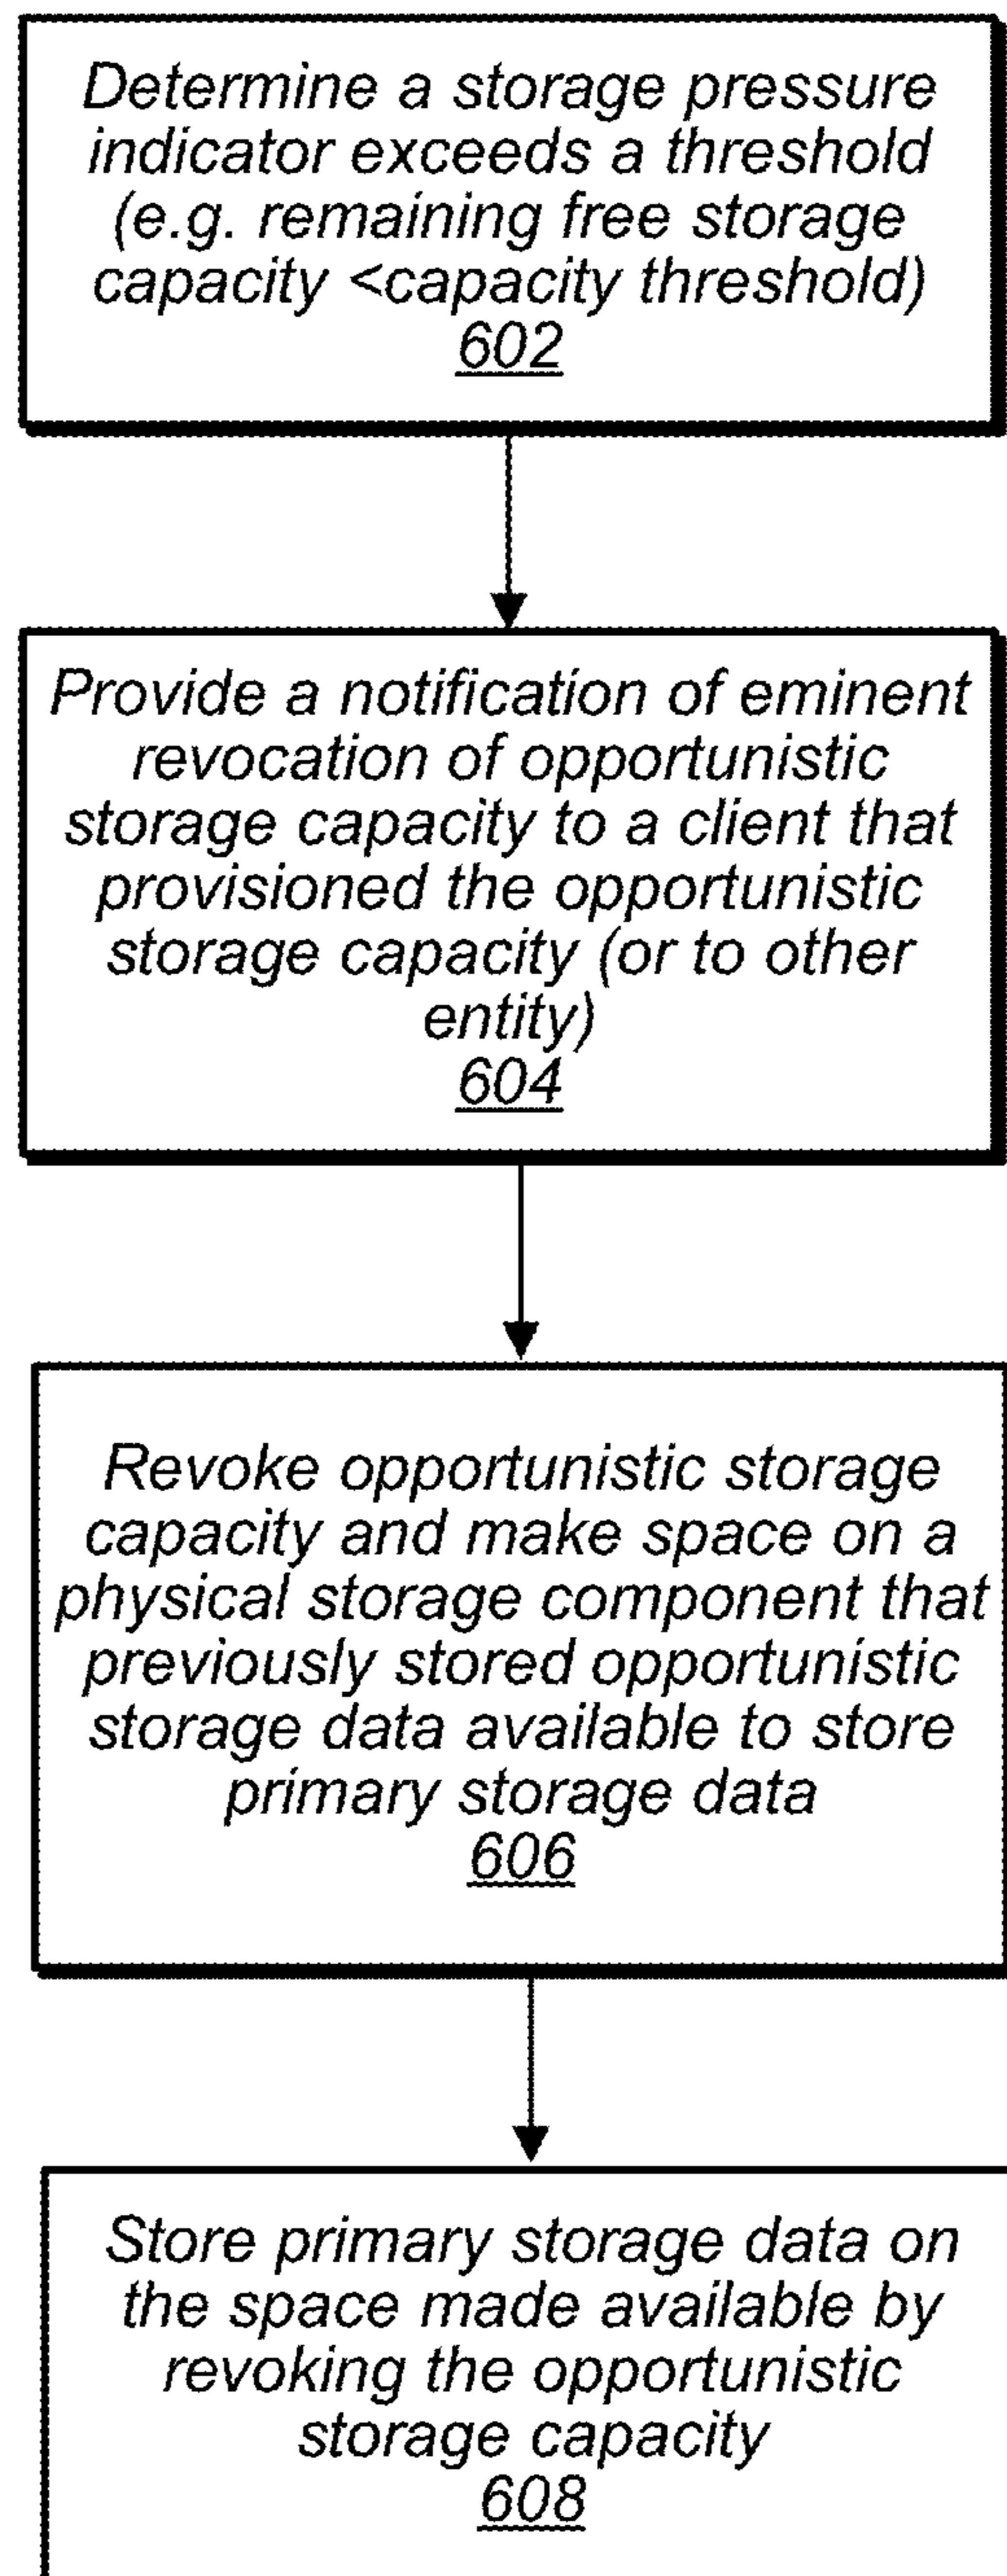 Determine a storage pressure
indicator exceeds a threshold
(e.g. remaining free storage
capacity <capacity threshold)
602
Provide a notification of eminent
revocation of opportunistic
storage capacity to a client that
provisioned the opportunistic
storage capacity (or to other
entity)
604
Revoke opportunistic storage
capacity and make space on a
physical storage component that
previously stored opportunistic
storage data available to store
primary storage data
606
Store primary storage data on
the space made available by
revoking the opportunistic
storage capacity
608